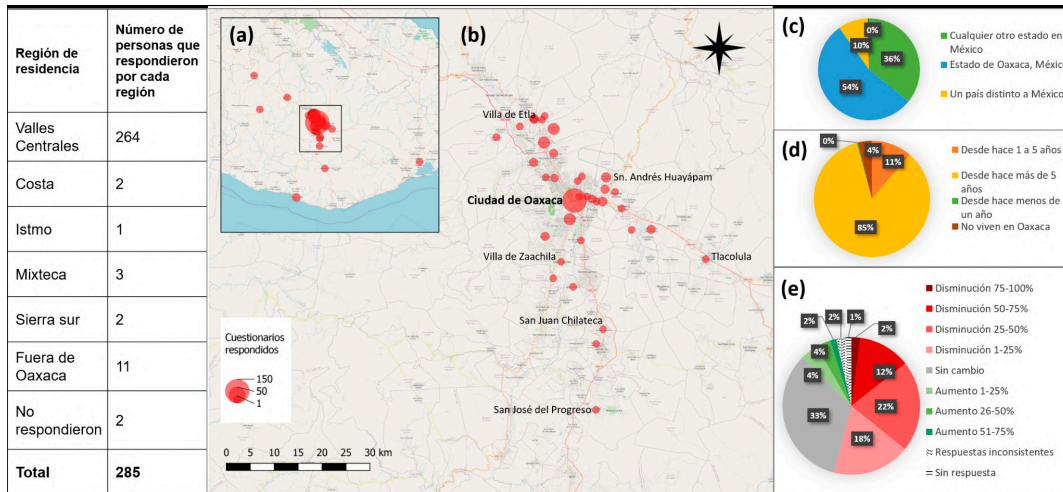 Región de
residencia
Número de
personas que
respondieron
por cada
región
Valles
Centrales
264
Costa
2
Istmo
1
Mixteca
3
Sierra sur
2
Fuera de
Oaxaca
11
No
respondieron
2
Total
285
(a)
(b)
Villa de Etla
Sn. Andrés Huayápam
Ciudad de Oaxaca
Villa de Zaachila
Tlacolula
San Juan Chilateca
San José del Progreso
Cuestionarios
respondidos
150
50
1
0 5 10 15 20 25 30 km
(c)
0%
10%
36%
54%
Cualquier otro estado en
México
Estado de Oaxaca, México
Un país distinto a México
(d)
0%
4%
11%
85%
Desde hace 1 a 5 años
Desde hace más de 5
años
Desde hace menos de
un año
No viven en Oaxaca
(e)
2%
2%
1%
2%
4%
4%
12%
33%
22%
18%
Disminución 75-100%
Disminución 50-75%
Disminución 25-50%
Disminución 1-25%
Sin cambio
Aumento 1-25%
Aumento 26-50%
Aumento 51-75%
Respuestas inconsistentes
Sin respuesta